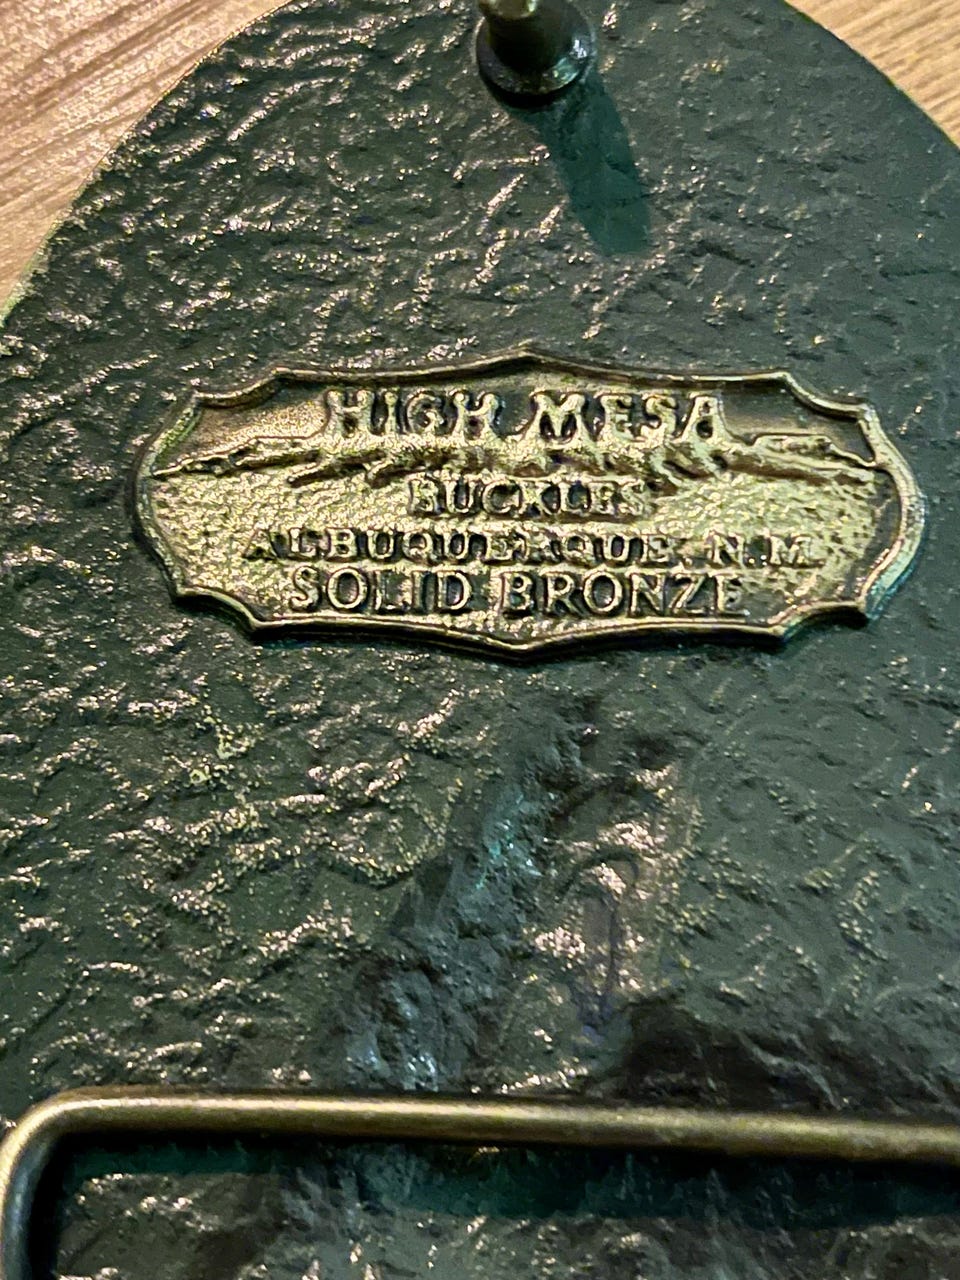 HIGH MESA
BUCKLES
ALBUQUERQUE, N.M.
SOLID BRONZE